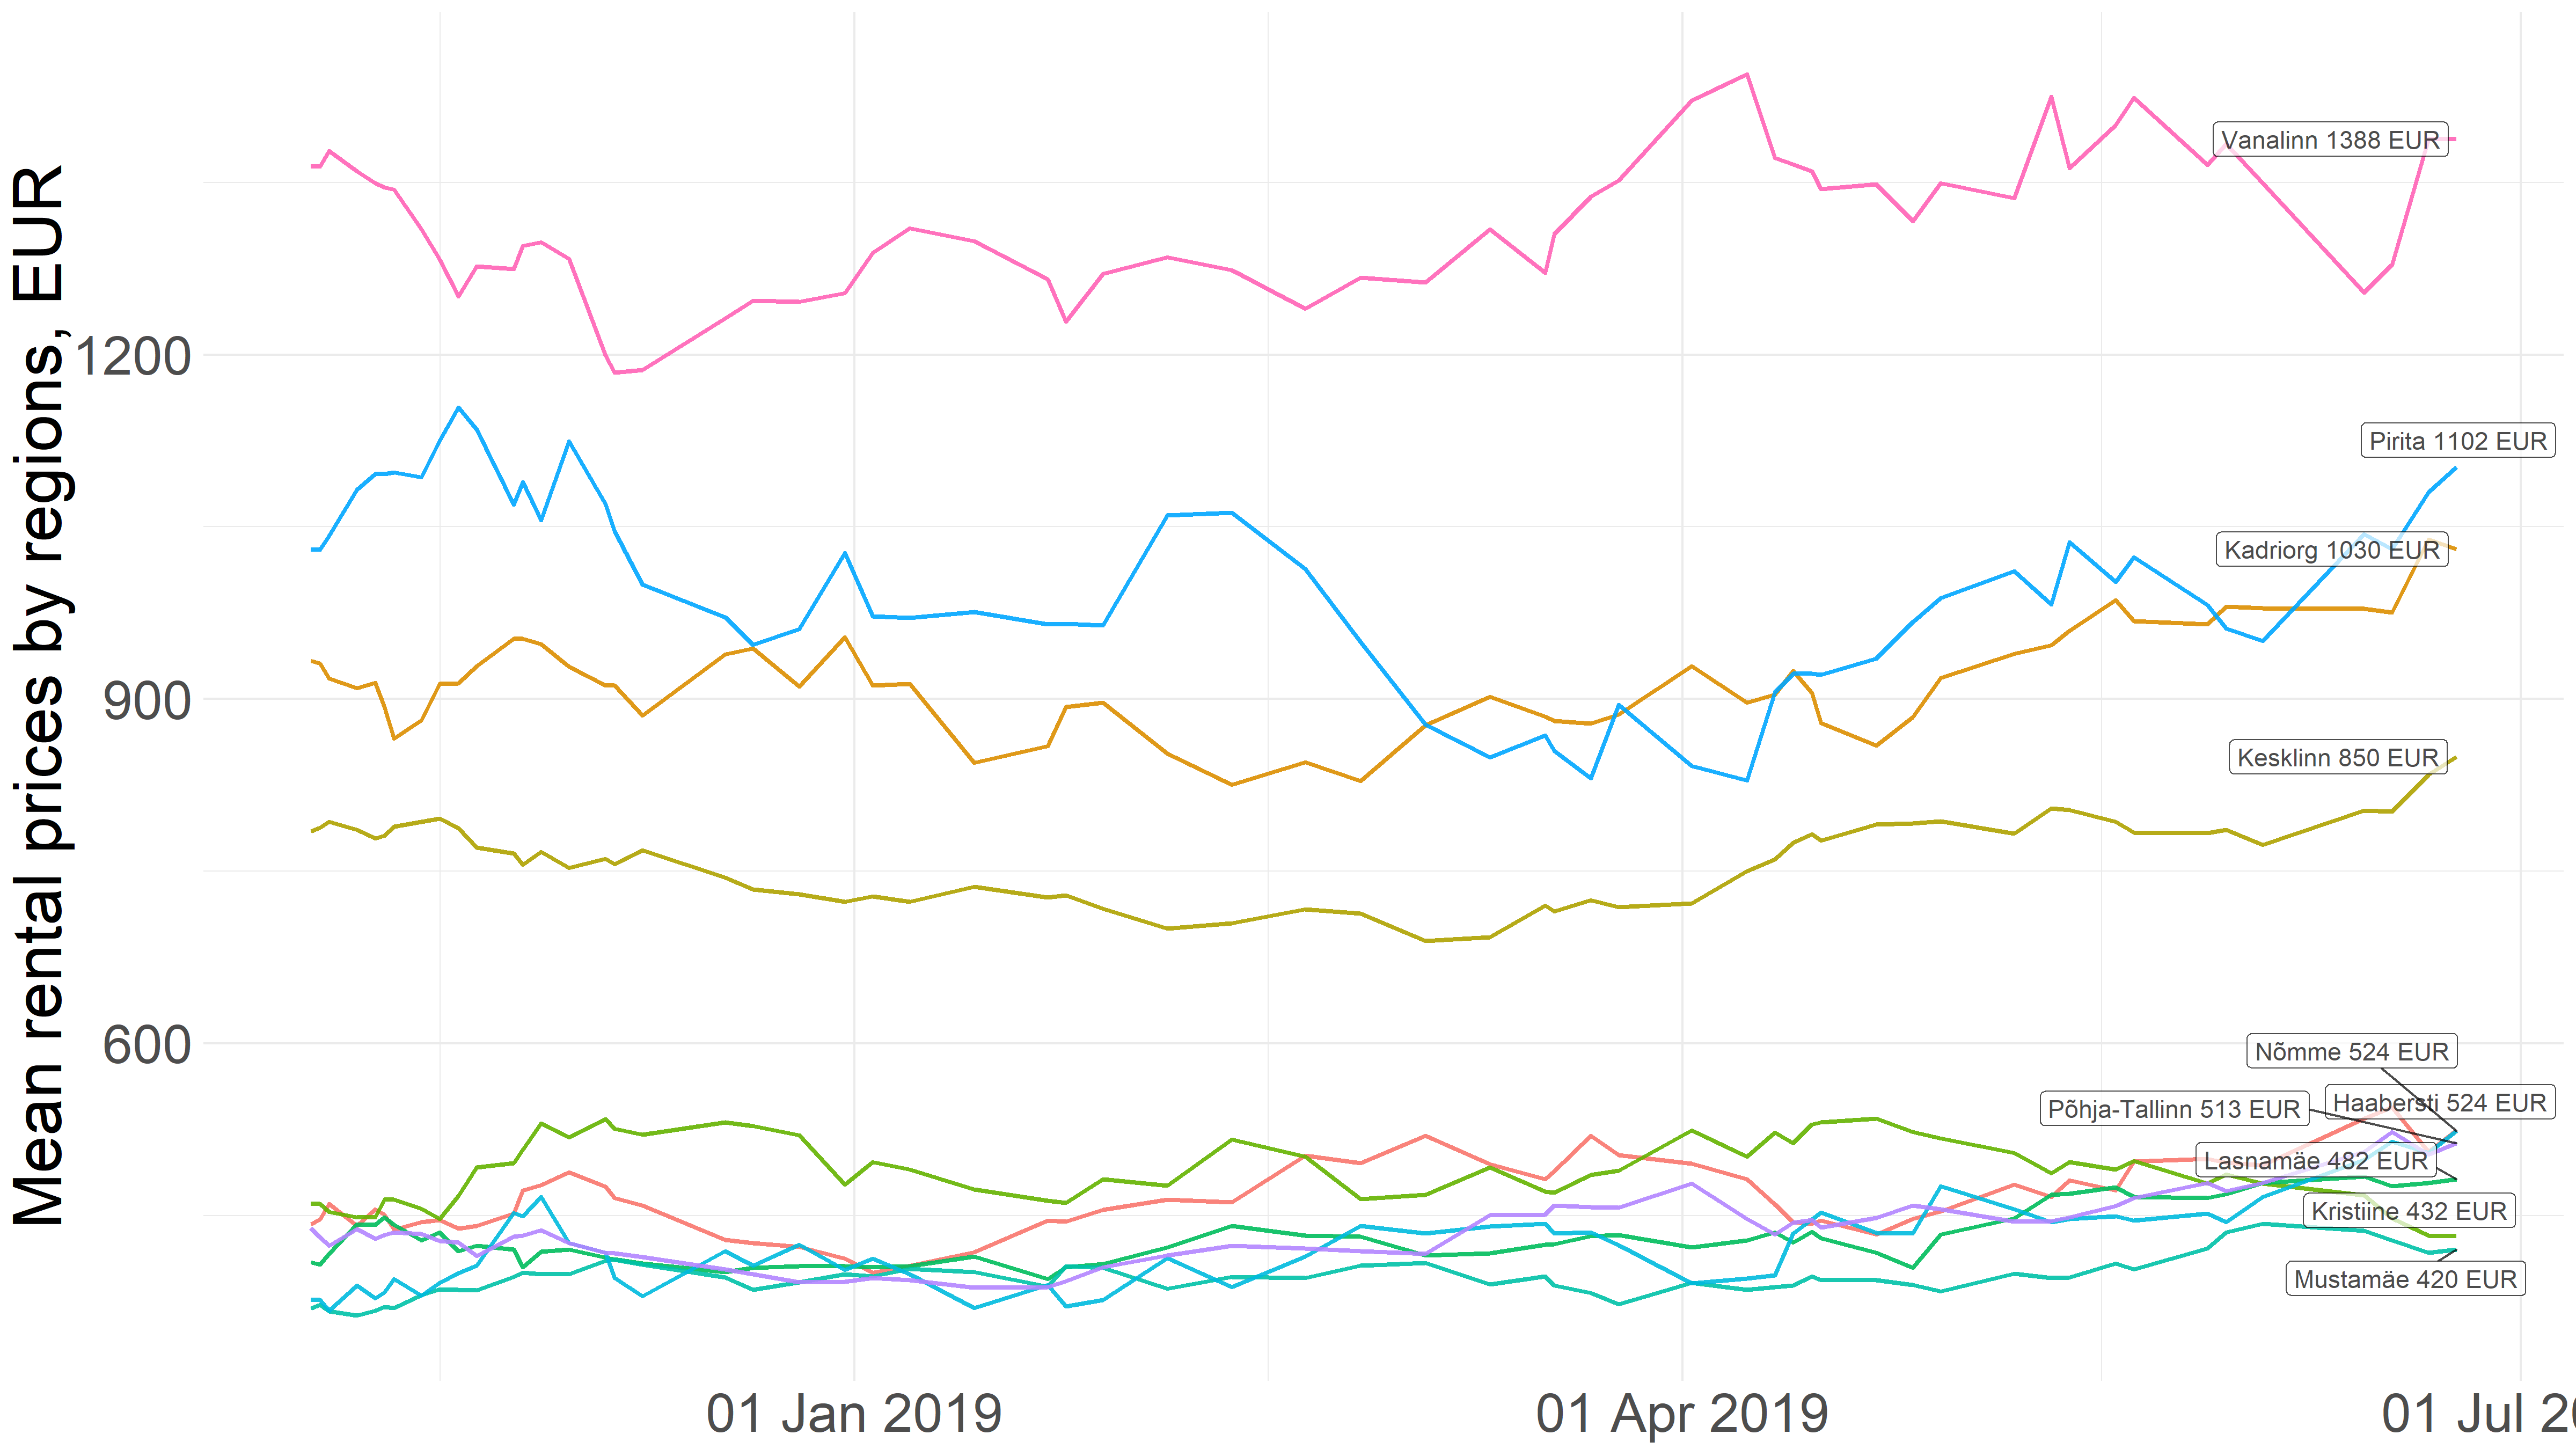 Mean rental prices by regions, EUR
1200
900
600
Vanalinn 1388 EUR
Pirita 1102 EUR
Kadriorg 1030 EUR
Kesklinn 850 EUR
Nõmme 524 EUR
Haabersti 524 EUR
Põhja-Tallinn 513 EUR
Lasnamäe 482 EUR
Kristiine 432 EUR
Mustamäe 420 EUR
01 Jan 2019
01 Apr 2019
01 Jul 20